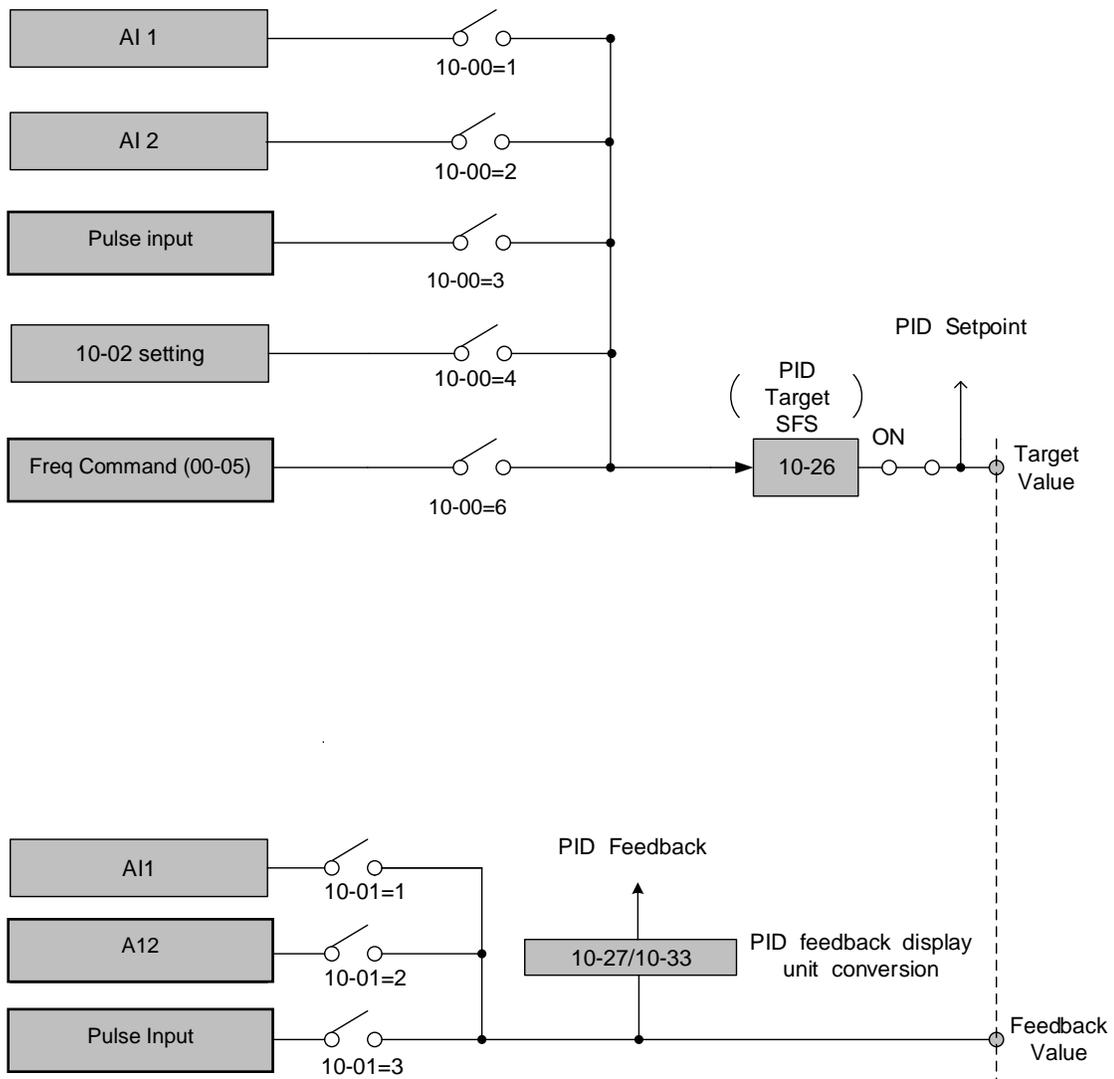 AI 1
10-00=1
AI 2
10-00=2
Pulse input
10-00=3
10-02 setting
10-00=4
Freq Command (00-05)
10-00=6
PID
Target
SFS
10-26
ON
PID Setpoint
Target
Value
AI1
10-01=1
A12
10-01=2
Pulse Input
10-01=3
PID Feedback
10-27/10-33
PID feedback display
unit conversion
Feedback
Value